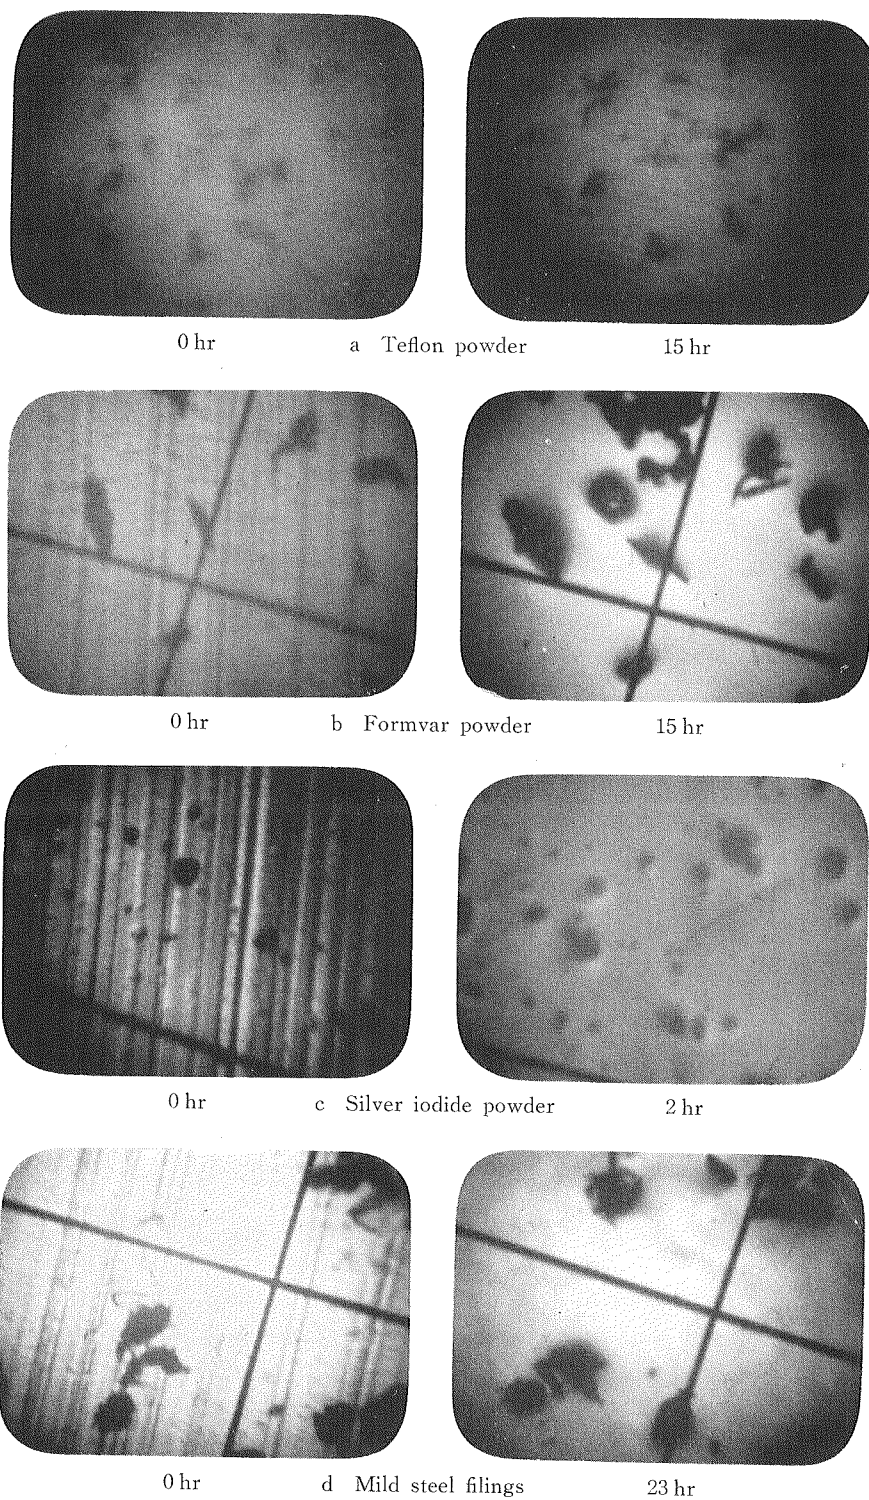 0 hr a Teflon powder 15 hr
0 hr b Formvar powder 15 hr
0 hr c Silver iodide powder 2 hr
0 hr d Mild steel filings 23 hr